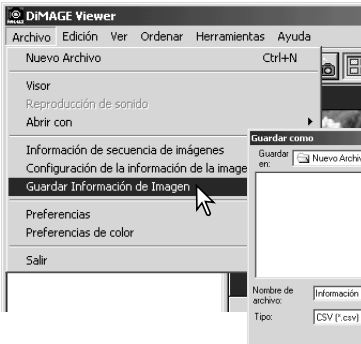 DiMAGE Viewer
Archivo Edición Ver Ordenar Herramientas Ayuda
Nuevo Archivo Ctrl+N
Visor
Reproducción de sonido
Abrir con
Información de secuencia de imágenes
Configuración de la información de la image
Guardar Información de Imagen
Preferencias
Preferencias de color
Salir
Guardar como
Guardar en: Nuevo Archiv
Nombre de archivo: Información
Tipo: CSV (*.csv)